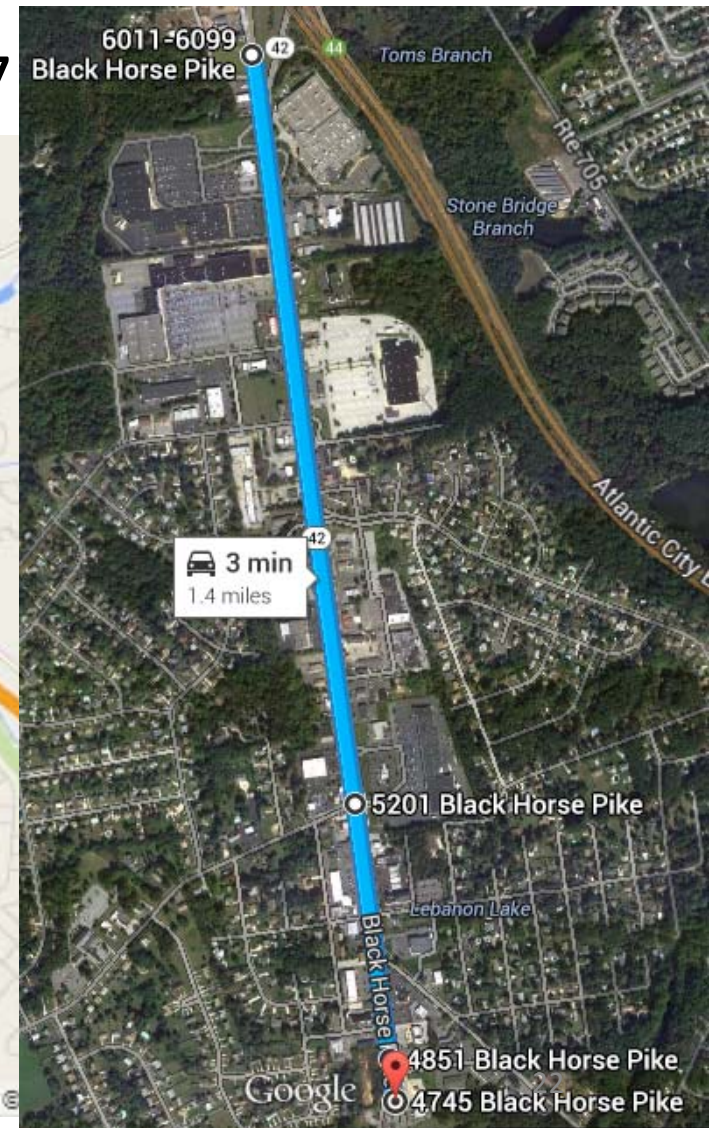 7
6011-6099
Black Horse Pike
42
44
Toms Branch
Rte 705
Stone Bridge
Branch
Atlantic City
42
3 min
1.4 miles
5201 Black Horse Pike
Lebanon Lake
Black Horse
4851 Black Horse Pike
4745 Black Horse Pike
Google